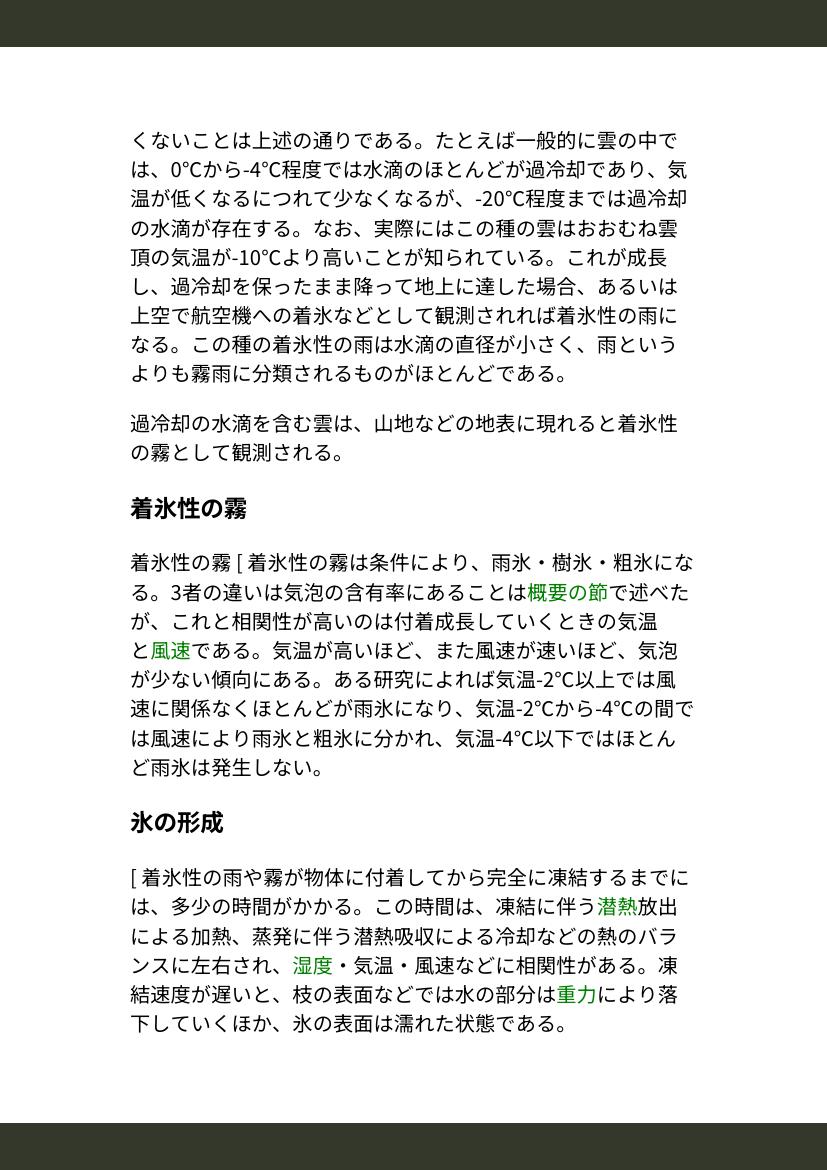 くないことは上述の通りである。たとえば一般的に雲の中で
は、0℃から-4℃程度では水滴のほとんどが過冷却であり、気
温が低くなるにつれて少なくなるが、-20℃程度までは過冷却
の水滴が存在する。なお、実際にはこの種の雲はおおむね雲
頂の気温が-10℃より高いことが知られている。これが成長
し、過冷却を保ったまま降って地上に達した場合、あるいは
上空で航空機への着氷などとして観測されれば着氷性の雨に
なる。この種の着氷性の雨は水滴の直径が小さく、雨という
よりも霧雨に分類されるものがほとんどである。
過冷却の水滴を含む雲は、山地などの地表に現れると着氷性
の霧として観測される。
着氷性の霧
着氷性の霧 [ 着氷性の霧は条件により、雨氷・樹氷・粗氷にな
る。3者の違いは気泡の含有率にあることは概要の節で述べた
が、これと相関性が高いのは付着成長していくときの気温
と風速である。気温が高いほど、また風速が速いほど、気泡
が少ない傾向にある。ある研究によれば気温-2℃以上では風
速に関係なくほとんどが雨氷になり、気温-2℃から-4℃の間で
は風速により雨氷と粗氷に分かれ、気温-4℃以下ではほとん
ど雨氷は発生しない。
氷の形成
[ 着氷性の雨や霧が物体に付着してから完全に凍結するまでに
は、多少の時間がかかる。この時間は、凍結に伴う潜熱放出
による加熱、蒸発に伴う潜熱吸収による冷却などの熱のバラ
ンスに左右され、湿度・気温・風速などに相関性がある。凍
結速度が遅いと、枝の表面などでは水の部分は重力により落
下していくほか、氷の表面は濡れた状態である。